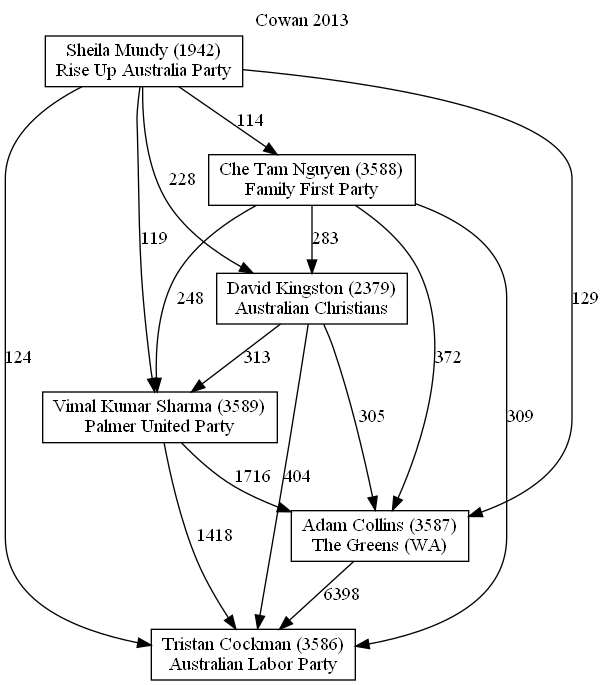 Cowan 2013
Sheila Mundy (1942)
Rise Up Australia Party
114
Che Tam Nguyen (3588)
Family First Party
228
119
283
David Kingston (2379)
Australian Christians
248
129
124
313
372
Vimal Kumar Sharma (3589)
Palmer United Party
305
309
1716
404
Adam Collins (3587)
The Greens (WA)
1418
6398
Tristan Cockman (3586)
Australian Labor Party